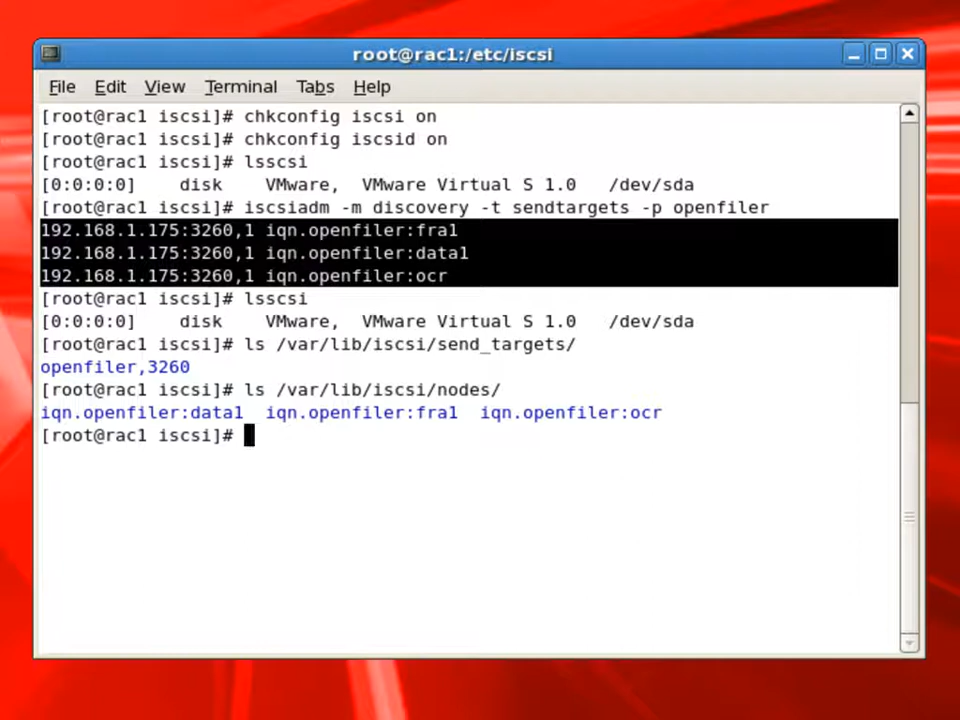 root@rac1:/etc/iscsi
File Edit View Terminal Tabs Help
[root@rac1 iscsi]# chkconfig iscsi on
[root@rac1 iscsi]# chkconfig iscsid on
[root@rac1 iscsi]# lsscsi
[0:0:0:0]    disk    VMware,  VMware Virtual S 1.0   /dev/sda
[root@rac1 iscsi]# iscsiadm -m discovery -t sendtargets -p openfiler
192.168.1.175:3260,1 iqn.openfiler:fra1
192.168.1.175:3260,1 iqn.openfiler:data1
192.168.1.175:3260,1 iqn.openfiler:ocr
[root@rac1 iscsi]# lsscsi
[0:0:0:0]    disk    VMware,  VMware Virtual S 1.0   /dev/sda
[root@rac1 iscsi]# ls /var/lib/iscsi/send_targets/
openfiler,3260
[root@rac1 iscsi]# ls /var/lib/iscsi/nodes/
iqn.openfiler:data1  iqn.openfiler:fra1  iqn.openfiler:ocr
[root@rac1 iscsi]#